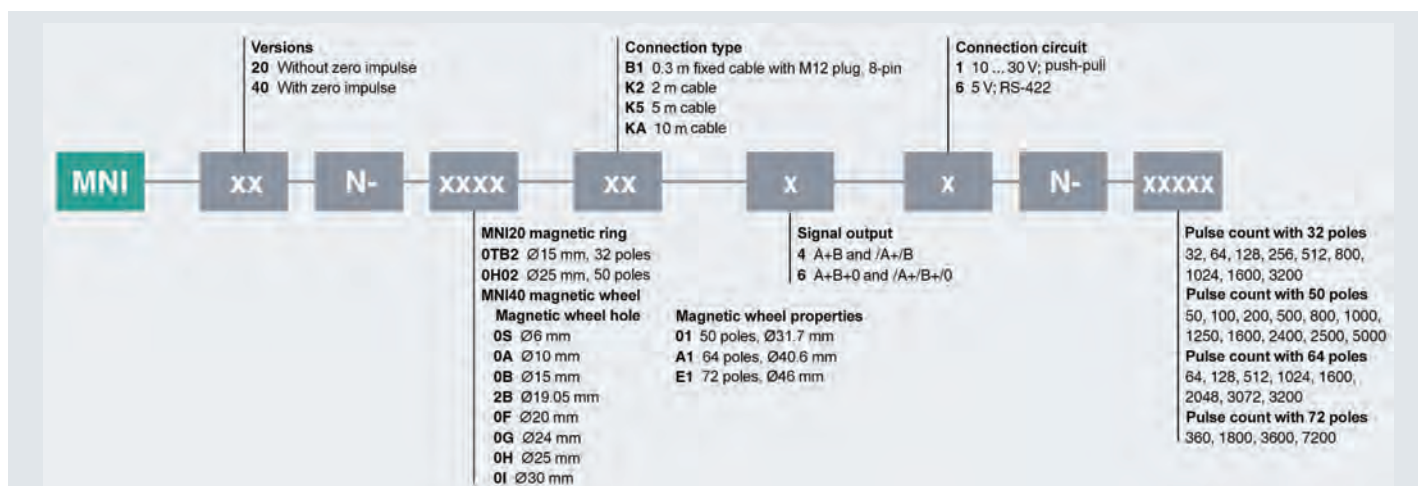 Versions
20 Without zero impulse
40 With zero impulse
Connection type
B1 0.3 m fixed cable with M12 plug, 8-pin
K2 2 m cable
K5 5 m cable
KA 10 m cable
Connection circuit
1 10 ... 30 V; push-pull
6 5 V; RS-422
MNI xx N- xxxx xx x x N- xxxxx
MNI20 magnetic ring
0TB2 Ø15 mm, 32 poles
0H02 Ø25 mm, 50 poles
MNI40 magnetic wheel
Magnetic wheel hole
0S Ø6 mm
0A Ø10 mm
0B Ø15 mm
2B Ø19.05 mm
0F Ø20 mm
0G Ø24 mm
0H Ø25 mm
0I Ø30 mm
Magnetic wheel properties
01 50 poles, Ø31.7 mm
A1 64 poles, Ø40.6 mm
E1 72 poles, Ø46 mm
Signal output
4 A+B and /A+/B
6 A+B+0 and /A+/B+/0
Pulse count with 32 poles
32, 64, 128, 256, 512, 800,
1024, 1600, 3200
Pulse count with 50 poles
50, 100, 200, 500, 800, 1000,
1250, 1600, 2400, 2500, 5000
Pulse count with 64 poles
64, 128, 512, 1024, 1600,
2048, 3072, 3200
Pulse count with 72 poles
360, 1800, 3600, 7200